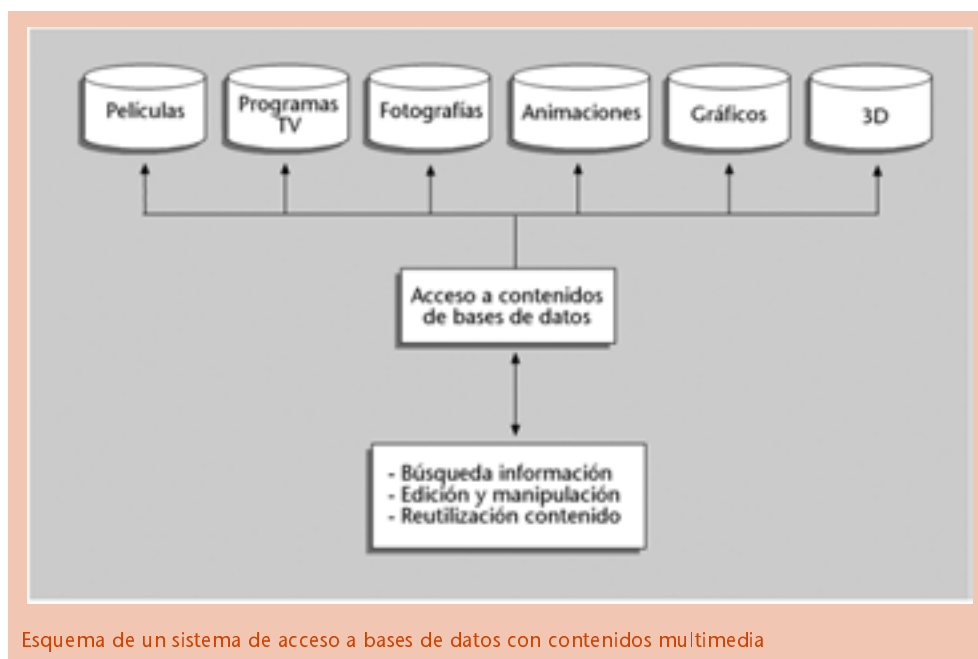 Películas
Programas
TV
Fotografías
Animaciones
Gráficos
3D
Acceso a contenidos
de bases de datos
- Búsqueda información
- Edición y manipulación
- Reutilización contenido
Esquema de un sistema de acceso a bases de datos con contenidos multimedia